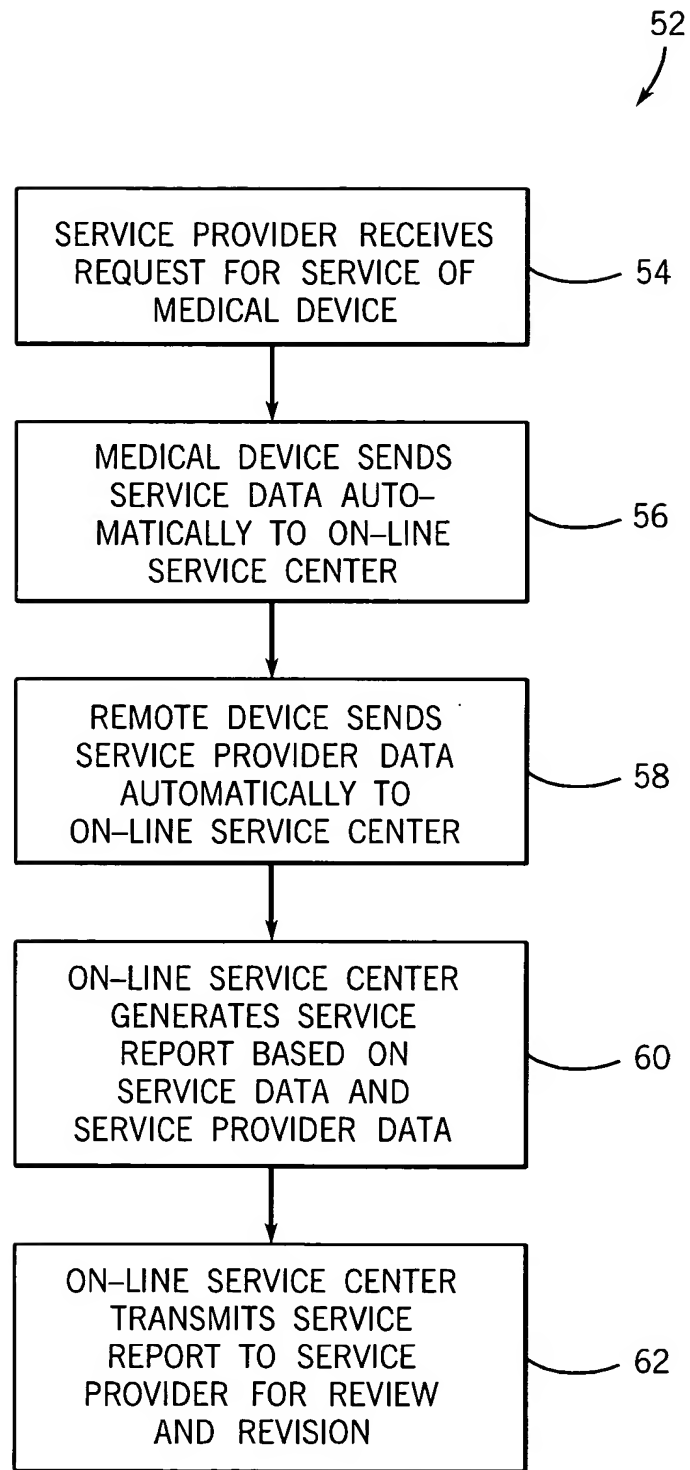 52
SERVICE PROVIDER RECEIVES
REQUEST FOR SERVICE OF
MEDICAL DEVICE
54
MEDICAL DEVICE SENDS
SERVICE DATA AUTO–
MATICALLY TO ON–LINE
SERVICE CENTER
56
REMOTE DEVICE SENDS
SERVICE PROVIDER DATA
AUTOMATICALLY TO
ON–LINE SERVICE CENTER
58
ON–LINE SERVICE CENTER
GENERATES SERVICE
REPORT BASED ON
SERVICE DATA AND
SERVICE PROVIDER DATA
60
ON–LINE SERVICE CENTER
TRANSMITS SERVICE
REPORT TO SERVICE
PROVIDER FOR REVIEW
AND REVISION
62